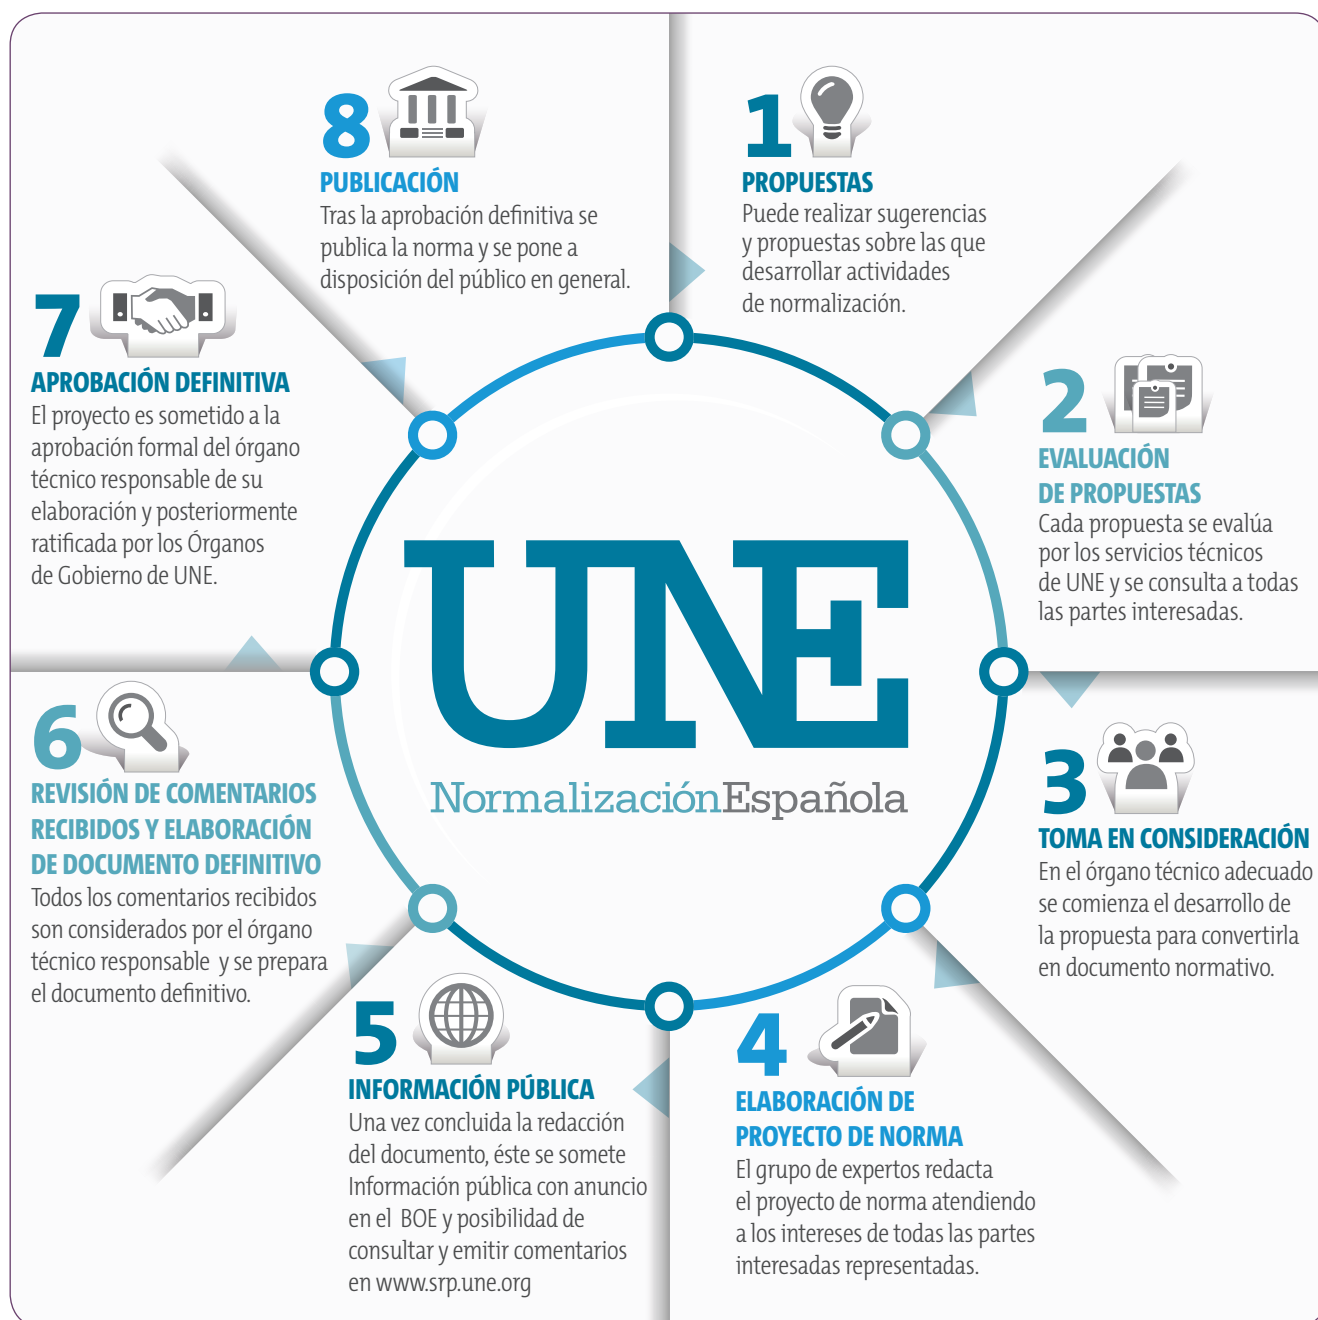 1
PROPUESTAS
Puede realizar sugerencias
y propuestas sobre las que
desarrollar actividades
de normalización.
2
EVALUACIÓN
DE PROPUESTAS
Cada propuesta se evalúa
por los servicios técnicos
de UNE y se consulta a todas
las partes interesadas.
3
TOMA EN CONSIDERACIÓN
En el órgano técnico adecuado
se comienza el desarrollo de
la propuesta para convertirla
en documento normativo.
4
ELABORACIÓN DE
PROYECTO DE NORMA
El grupo de expertos redacta
el proyecto de norma atendiendo
a los intereses de todas las partes
interesadas representadas.
5
INFORMACIÓN PÚBLICA
Una vez concluida la redacción
del documento, éste se somete
Información pública con anuncio
en el BOE y posibilidad de
consultar y emitir comentarios
en www.srp.une.org
6
REVISIÓN DE COMENTARIOS
RECIBIDOS Y ELABORACIÓN
DE DOCUMENTO DEFINITIVO
Todos los comentarios recibidos
son considerados por el órgano
técnico responsable y se prepara
el documento definitivo.
7
APROBACIÓN DEFINITIVA
El proyecto es sometido a la
aprobación formal del órgano
técnico responsable de su
elaboración y posteriormente
ratificada por los Órganos
de Gobierno de UNE.
8
PUBLICACIÓN
Tras la aprobación definitiva se
publica la norma y se pone a
disposición del público en general.
UNE
NormalizaciónEspañola